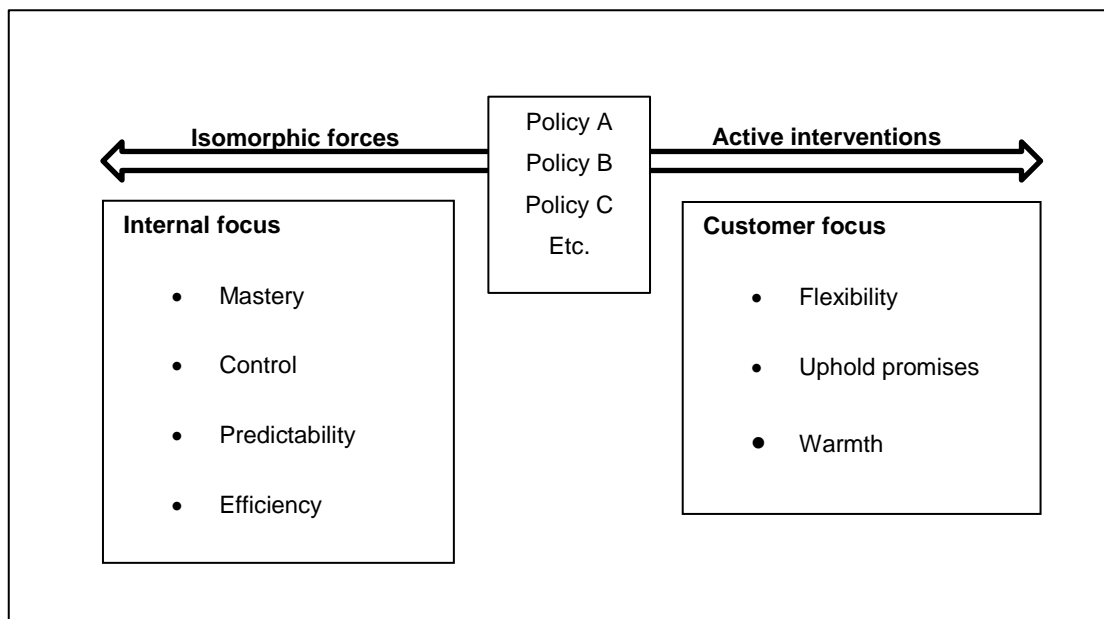 Policy A
Policy B
Policy C
Etc.
Isomorphic forces
Active interventions
Internal focus
• Mastery
• Control
• Predictability
• Efficiency
Customer focus
• Flexibility
• Uphold promises
• Warmth